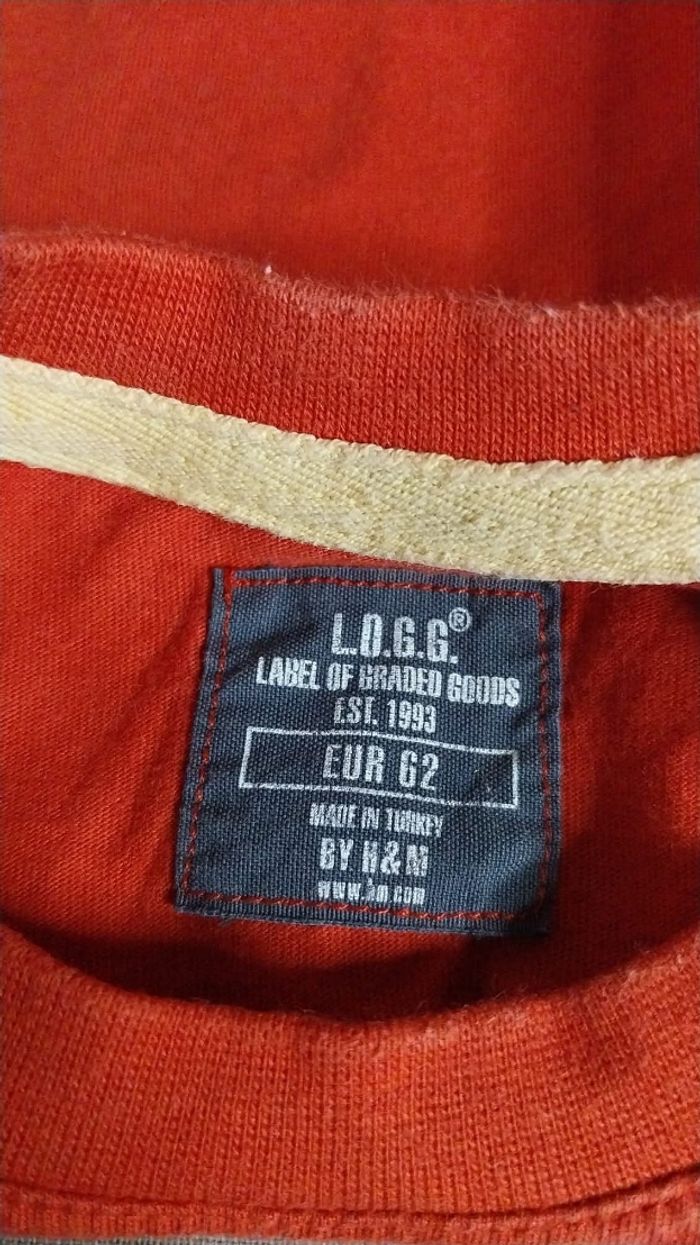 L.O.G.G.®
LABEL OF GRADED GOODS
EST. 1993
EUR 62
MADE IN TURKEY
BY H&M
www.hm.com